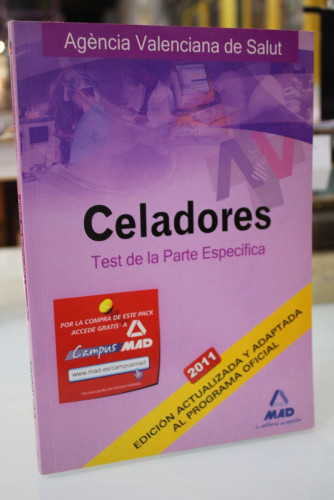 Agència Valenciana de Salut
Celadores
Test de la Parte Específica
POR LA COMPRA DE ESTE PACK
ACCEDE GRATIS A
Campus MAD
www.mad.es/campusmad
2011
EDICIÓN ACTUALIZADA Y ADAPTADA
AL PROGRAMA OFICIAL
MAD